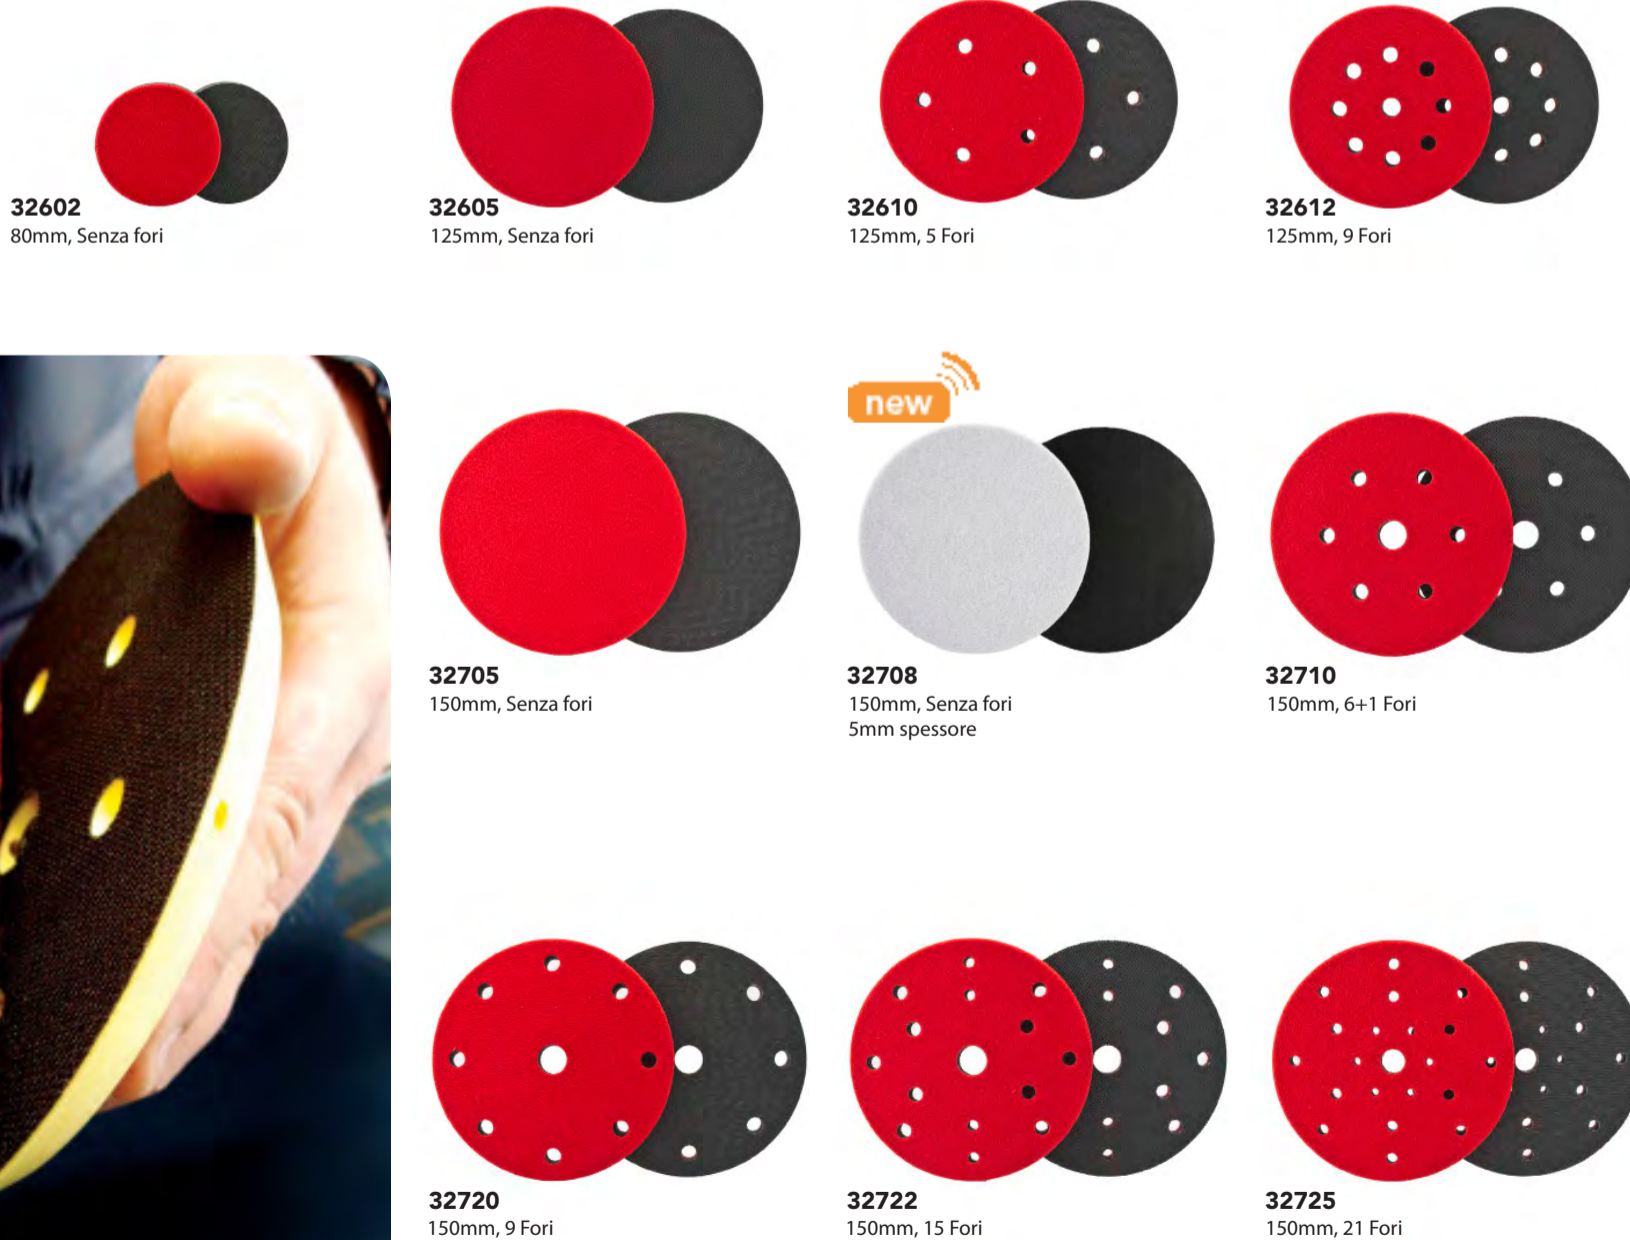 32602
80mm, Senza fori
32605
125mm, Senza fori
32610
125mm, 5 Fori
32612
125mm, 9 Fori
32705
150mm, Senza fori
new
32708
150mm, Senza fori
5mm spessore
32710
150mm, 6+1 Fori
32720
150mm, 9 Fori
32722
150mm, 15 Fori
32725
150mm, 21 Fori